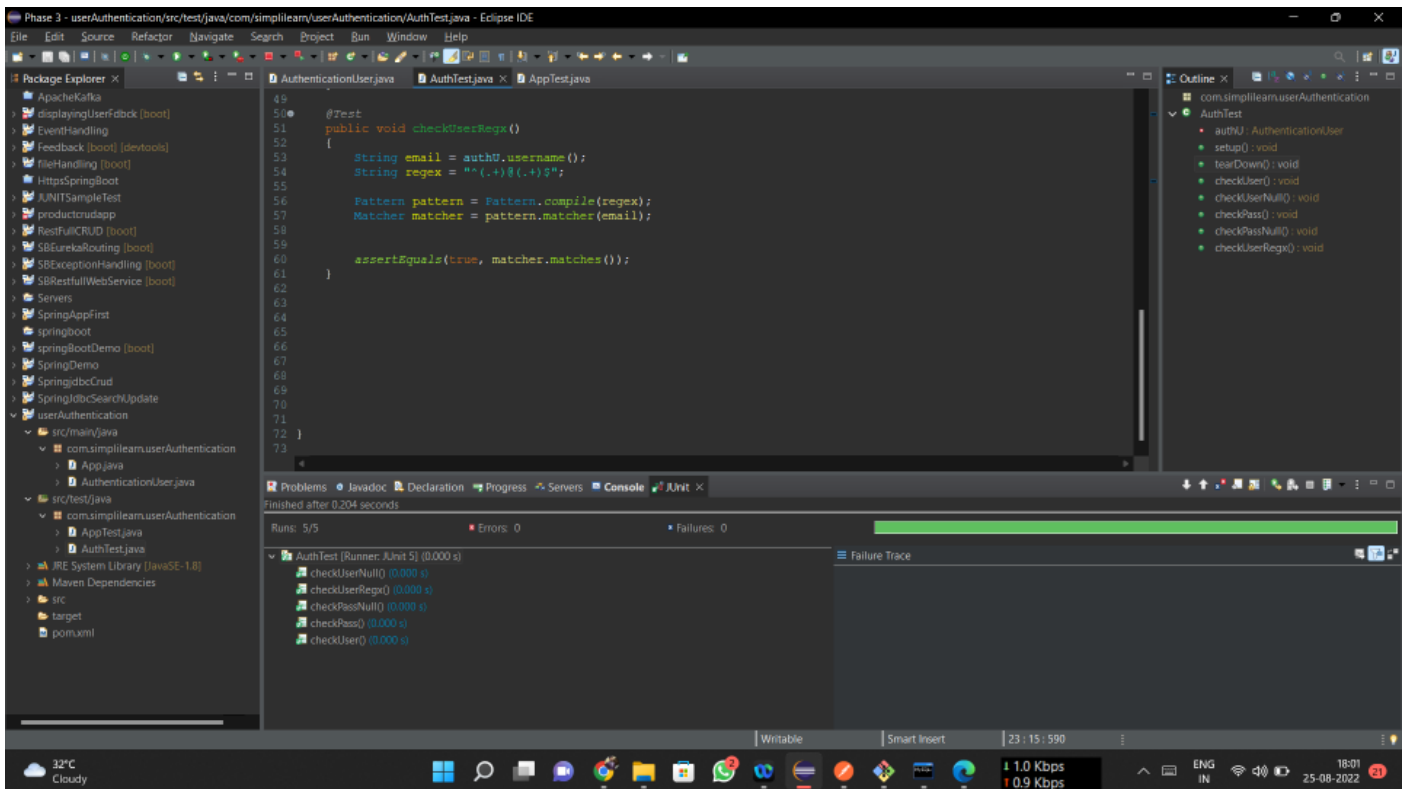 Phase 3 - userAuthentication/src/test/java/com/simplilearn/userAuthentication/AuthTest.java - Eclipse IDE
File Edit Source Refactor Navigate Search Project Run Window Help
Package Explorer
ApacheKafka
displayingUserFdbck [boot]
EventHandling
Feedback [boot] [devtools]
fileHandling [boot]
HttpsSpringBoot
JUNITSampleTest
productcrudapp
RestFullCRUD [boot]
SBEurekaRouting [boot]
SBExceptionHandling [boot]
SBRestfullWebService [boot]
Servers
SpringAppFirst
springboot
springBootDemo [boot]
SpringDemo
SpringjdbcCrud
SpringJdbcSearchUpdate
userAuthentication
src/main/java
com.simplilearn.userAuthentication
App.java
AuthenticationUser.java
src/test/java
com.simplilearn.userAuthentication
AppTest.java
AuthTest.java
JRE System Library [JavaSE-1.8]
Maven Dependencies
src
target
pom.xml
AuthenticationUser.java AuthTest.java AppTest.java
49
50 @Test
51 public void checkUserRegx()
52 {
53 String email = authU.username();
54 String regex = "^(.+)@(.+)$";
55
56 Pattern pattern = Pattern.compile(regex);
57 Matcher matcher = pattern.matcher(email);
58
59
60 assertEquals(true, matcher.matches());
61 }
62
63
64
65
66
67
68
69
70
71
72 }
73
Outline
com.simplilearn.userAuthentication
AuthTest
authU : AuthenticationUser
setup() : void
tearDown() : void
checkUser() : void
checkUserNull() : void
checkPass() : void
checkPassNull() : void
checkUserRegx() : void
Problems Javadoc Declaration Progress Servers Console JUnit
Finished after 0.204 seconds
Runs: 5/5 Errors: 0 Failures: 0
AuthTest [Runner: JUnit 5] (0.000 s)
checkUserNull() (0.000 s)
checkUserRegx() (0.000 s)
checkPassNull() (0.000 s)
checkPass() (0.000 s)
checkUser() (0.000 s)
Failure Trace
Writable Smart Insert 23 : 15 : 590
32°C
Cloudy
1.0 Kbps
0.9 Kbps
ENG
IN
18:01
25-08-2022
21
2